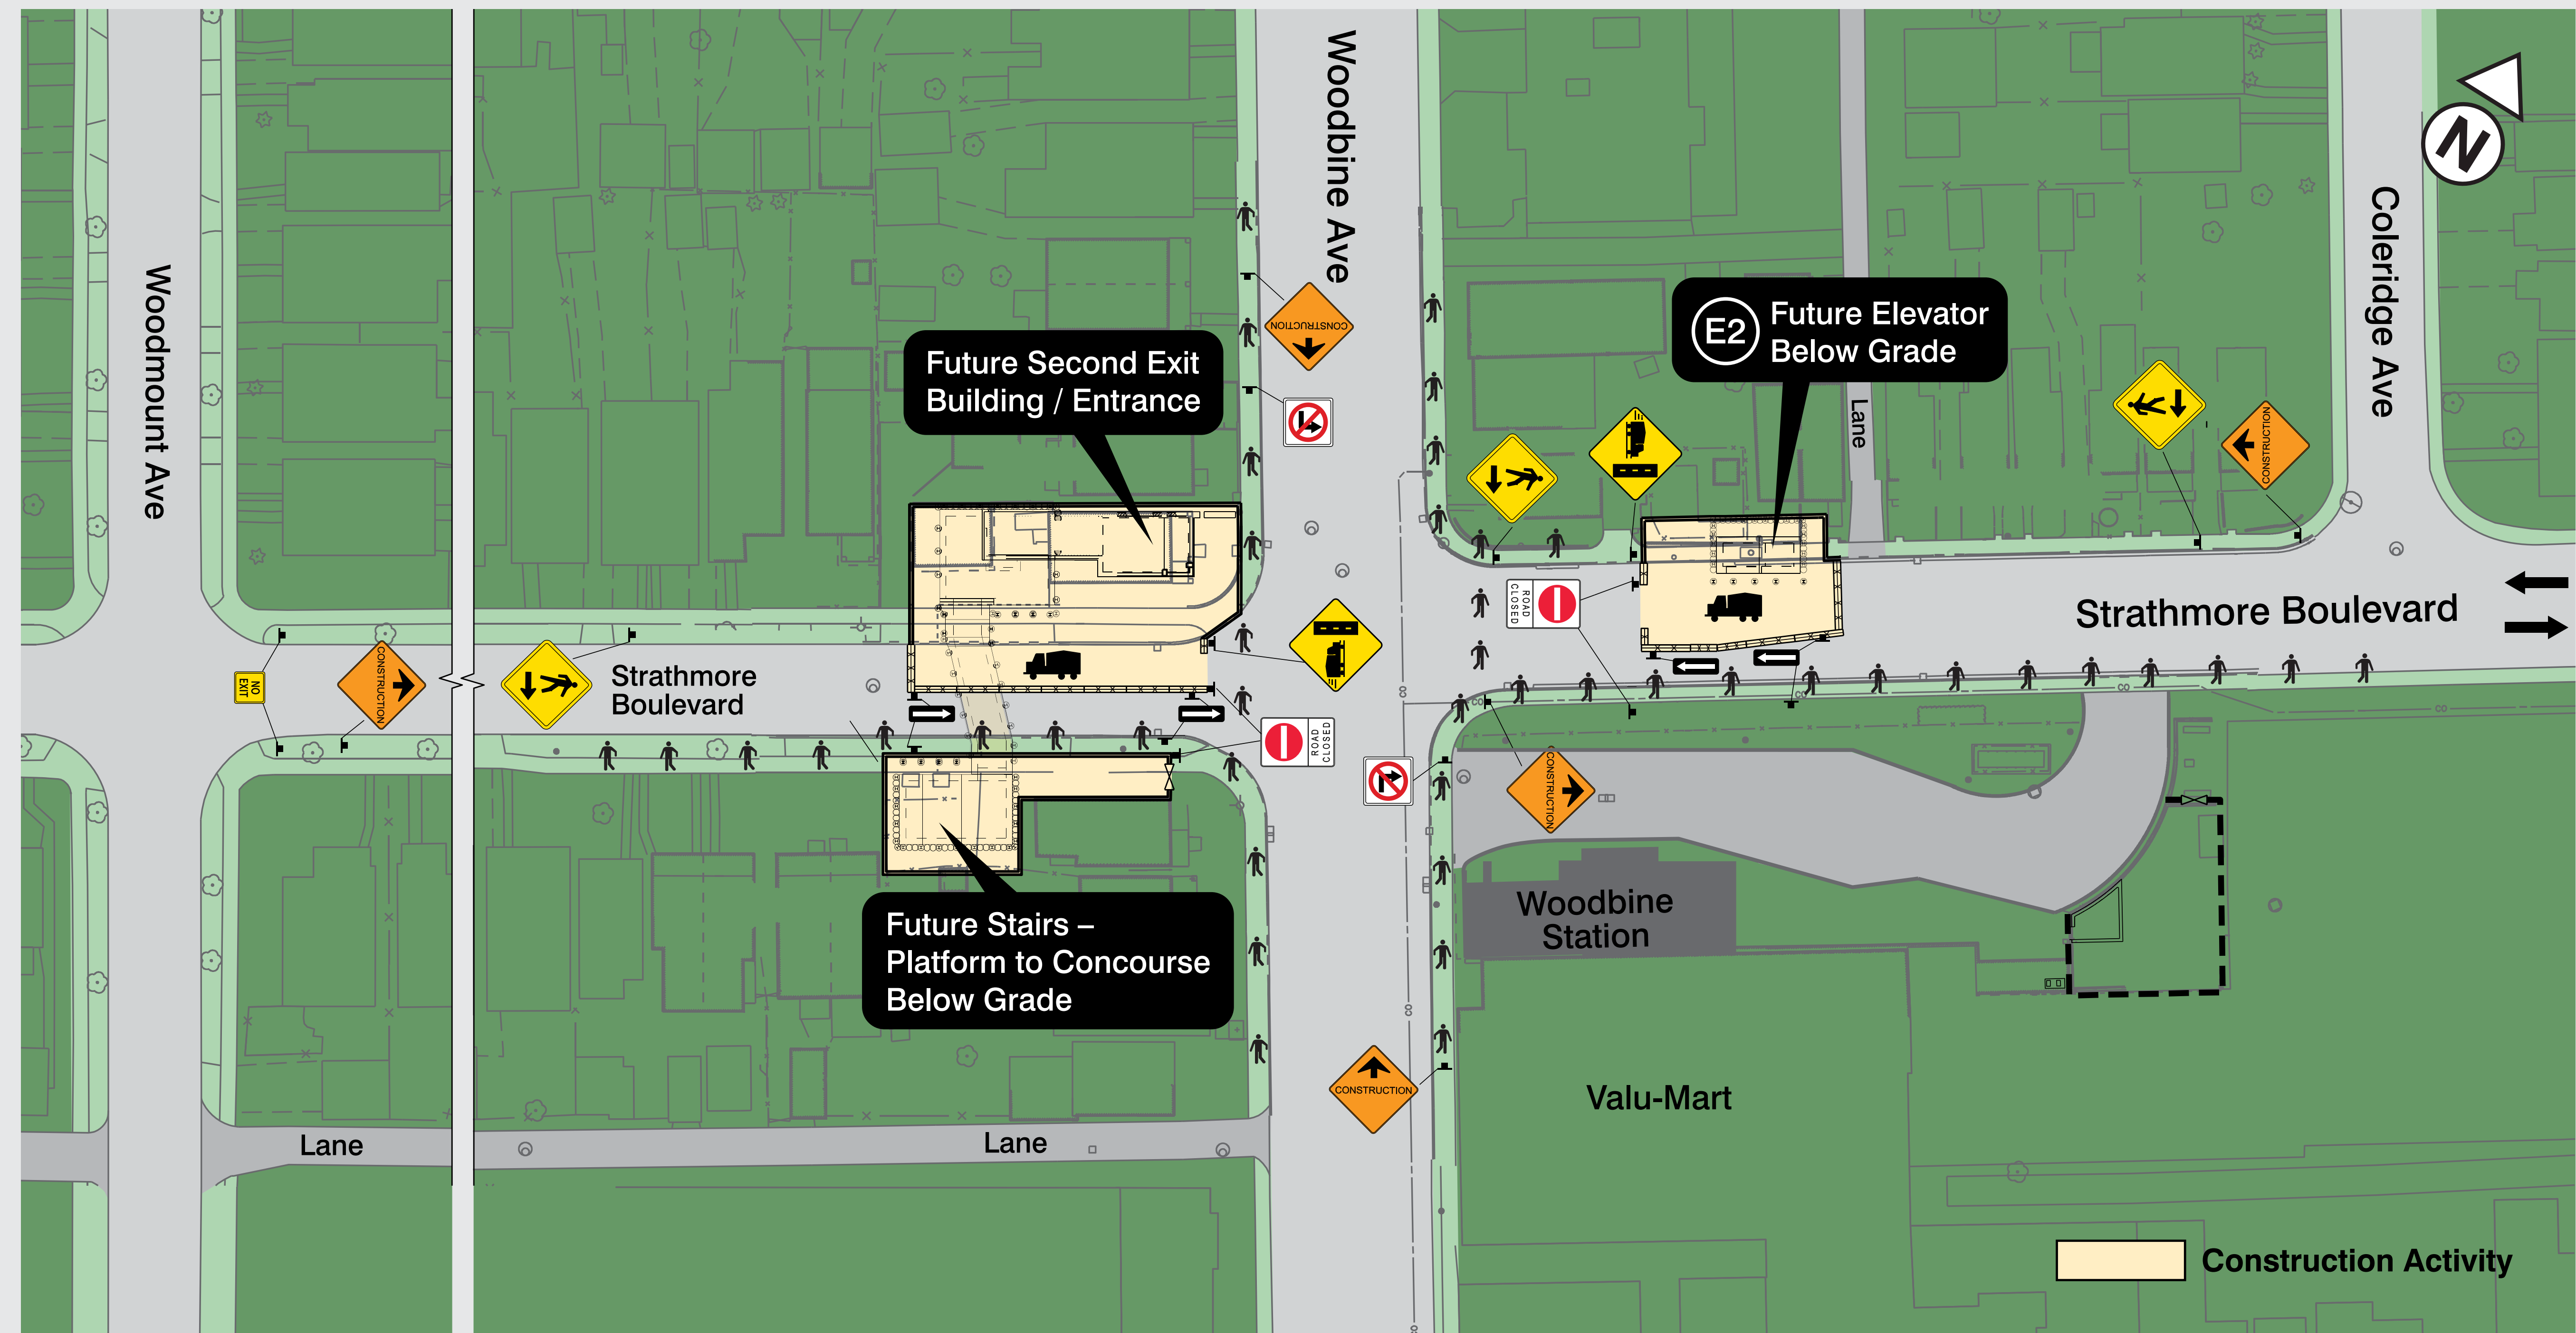 Woodmount Ave
Woodbine Ave
Coleridge Ave
N
CONSTRUCTION
E2
Future Elevator
Below Grade
Future Second Exit
Building / Entrance
Lane
CONSTRUCTION
ROAD
CLOSED
Strathmore Boulevard
NO
EXIT
CONSTRUCTION
Strathmore
Boulevard
ROAD
CLOSED
CONSTRUCTION
Woodbine
Station
Future Stairs –
Platform to Concourse
Below Grade
CONSTRUCTION
Valu-Mart
Lane
Lane
Construction Activity